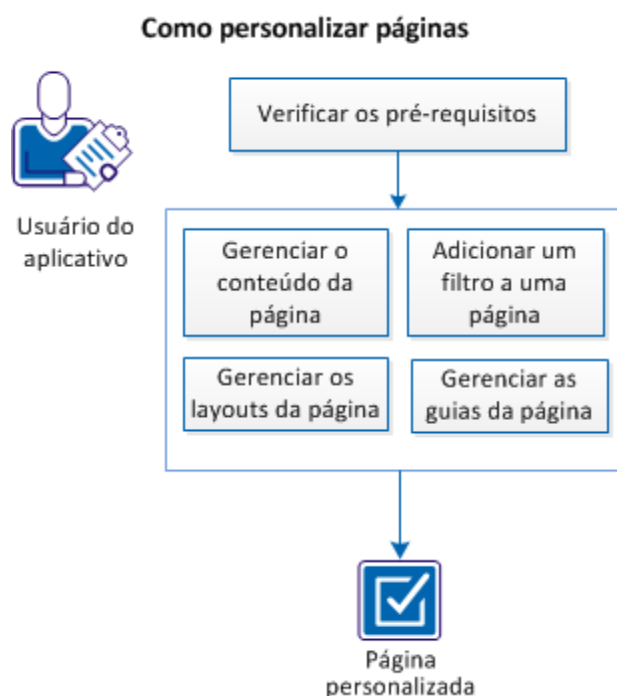 Como personalizar páginas
Verificar os pré-requisitos
Usuário do
aplicativo
Gerenciar o
conteúdo da
página
Adicionar um
filtro a uma
página
Gerenciar os
layouts da página
Gerenciar as
guias da página
Página
personalizada